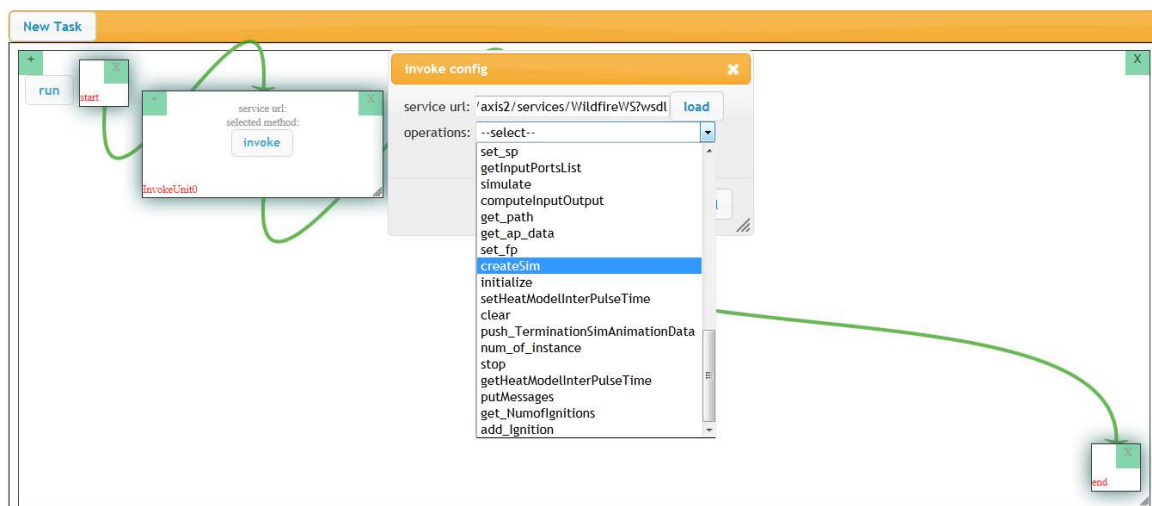 New Task
+
X
run
X
start
+
X
service url:
selected method:
invoke
InvokeUnit0
invoke config
service url: /axis2/services/WildfireWS?wsdl load
operations: --select--
set_sp
getInputPortsList
simulate
computeInputOutput
get_path
get_ap_data
set_fp
createSim
initialize
setHeatModelInterPulseTime
clear
push_TerminationSimAnimationData
num_of_instance
stop
getHeatModelInterPulseTime
putMessages
get_NumofIgnitions
add_Ignition
X
end